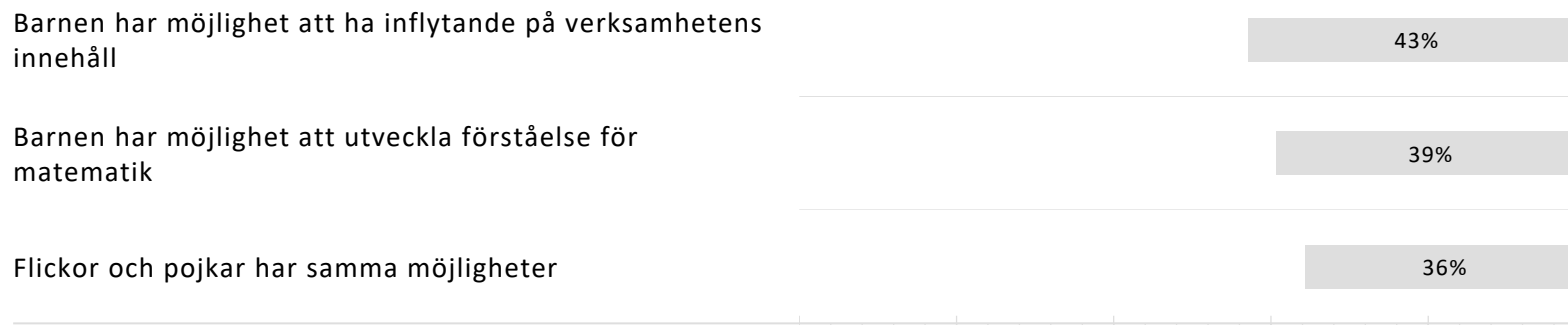 Barnen har möjlighet att ha inflytande på verksamhetens
innehåll
43%
Barnen har möjlighet att utveckla förståelse för
matematik
39%
Flickor och pojkar har samma möjligheter
36%